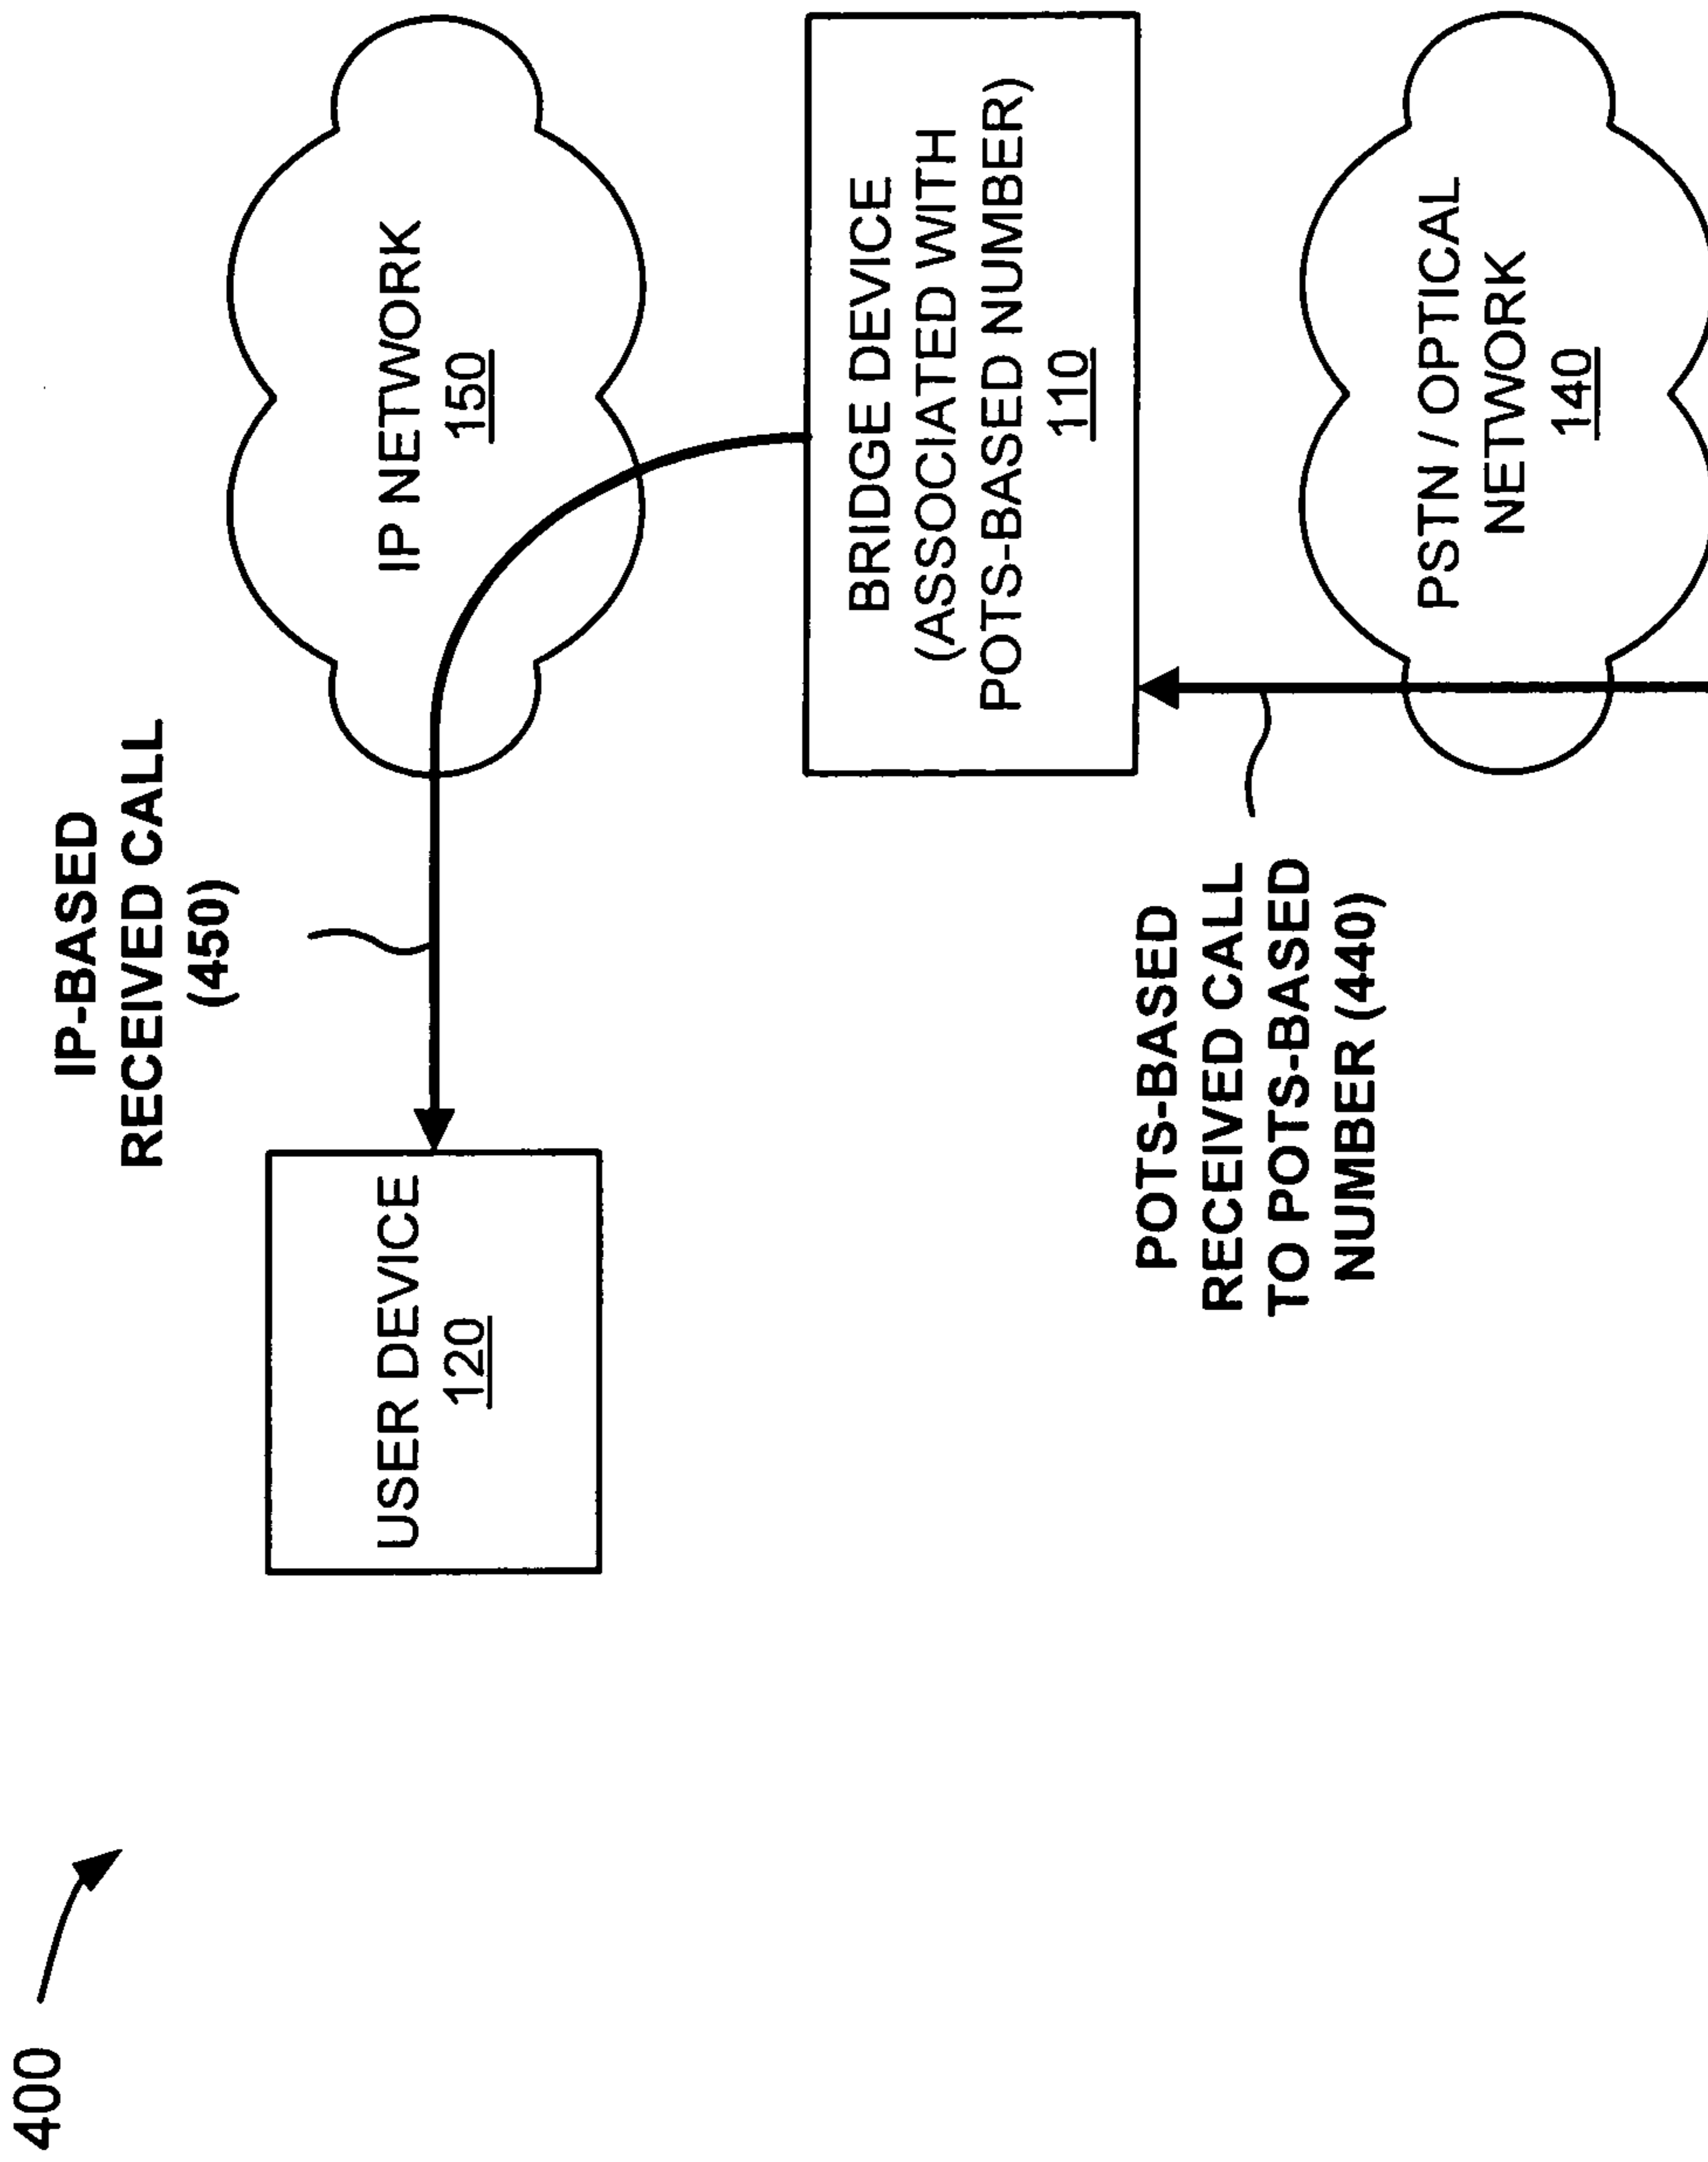 400
IP-BASED
RECEIVED CALL
(450)
USER DEVICE
120
IP NETWORK
150
BRIDGE DEVICE
(ASSOCIATED WITH
POTS-BASED NUMBER)
110
POTS-BASED
RECEIVED CALL
TO POTS-BASED
NUMBER (440)
PSTN / OPTICAL
NETWORK
140